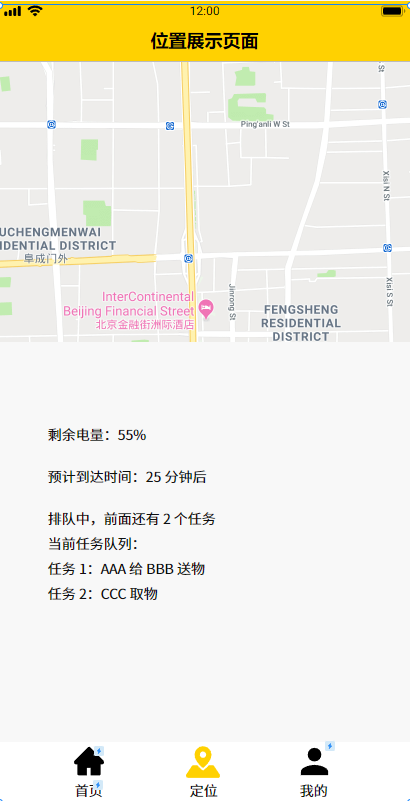 12:00
位置展示页面
St
Ping'anli W St
Xisi N St
UCHENGMENWAI
IDENTIAL DISTRICT
阜成门外
Xisi S St
Jinrong St
InterContinental
Beijing Financial Street
北京金融街洲际酒店
FENGSHENG
RESIDENTIAL
DISTRICT
剩余电量：55%
预计到达时间：25 分钟后
排队中，前面还有 2 个任务
当前任务队列：
任务 1：AAA 给 BBB 送物
任务 2：CCC 取物
首页 定位 我的